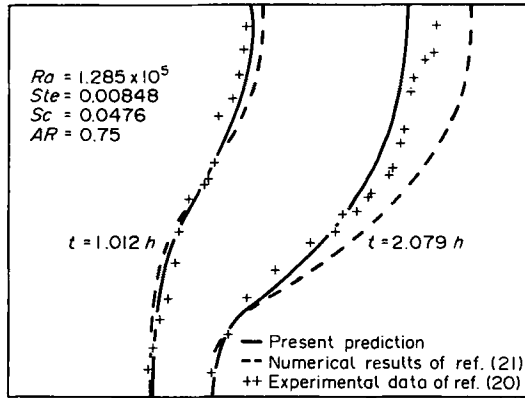 Ra = 1.285 x 10⁵
Ste = 0.00848
Sc = 0.0476
AR = 0.75
t = 1.012 h
t = 2.079 h
Present prediction
Numerical results of ref. (21)
++ Experimental data of ref. (20)